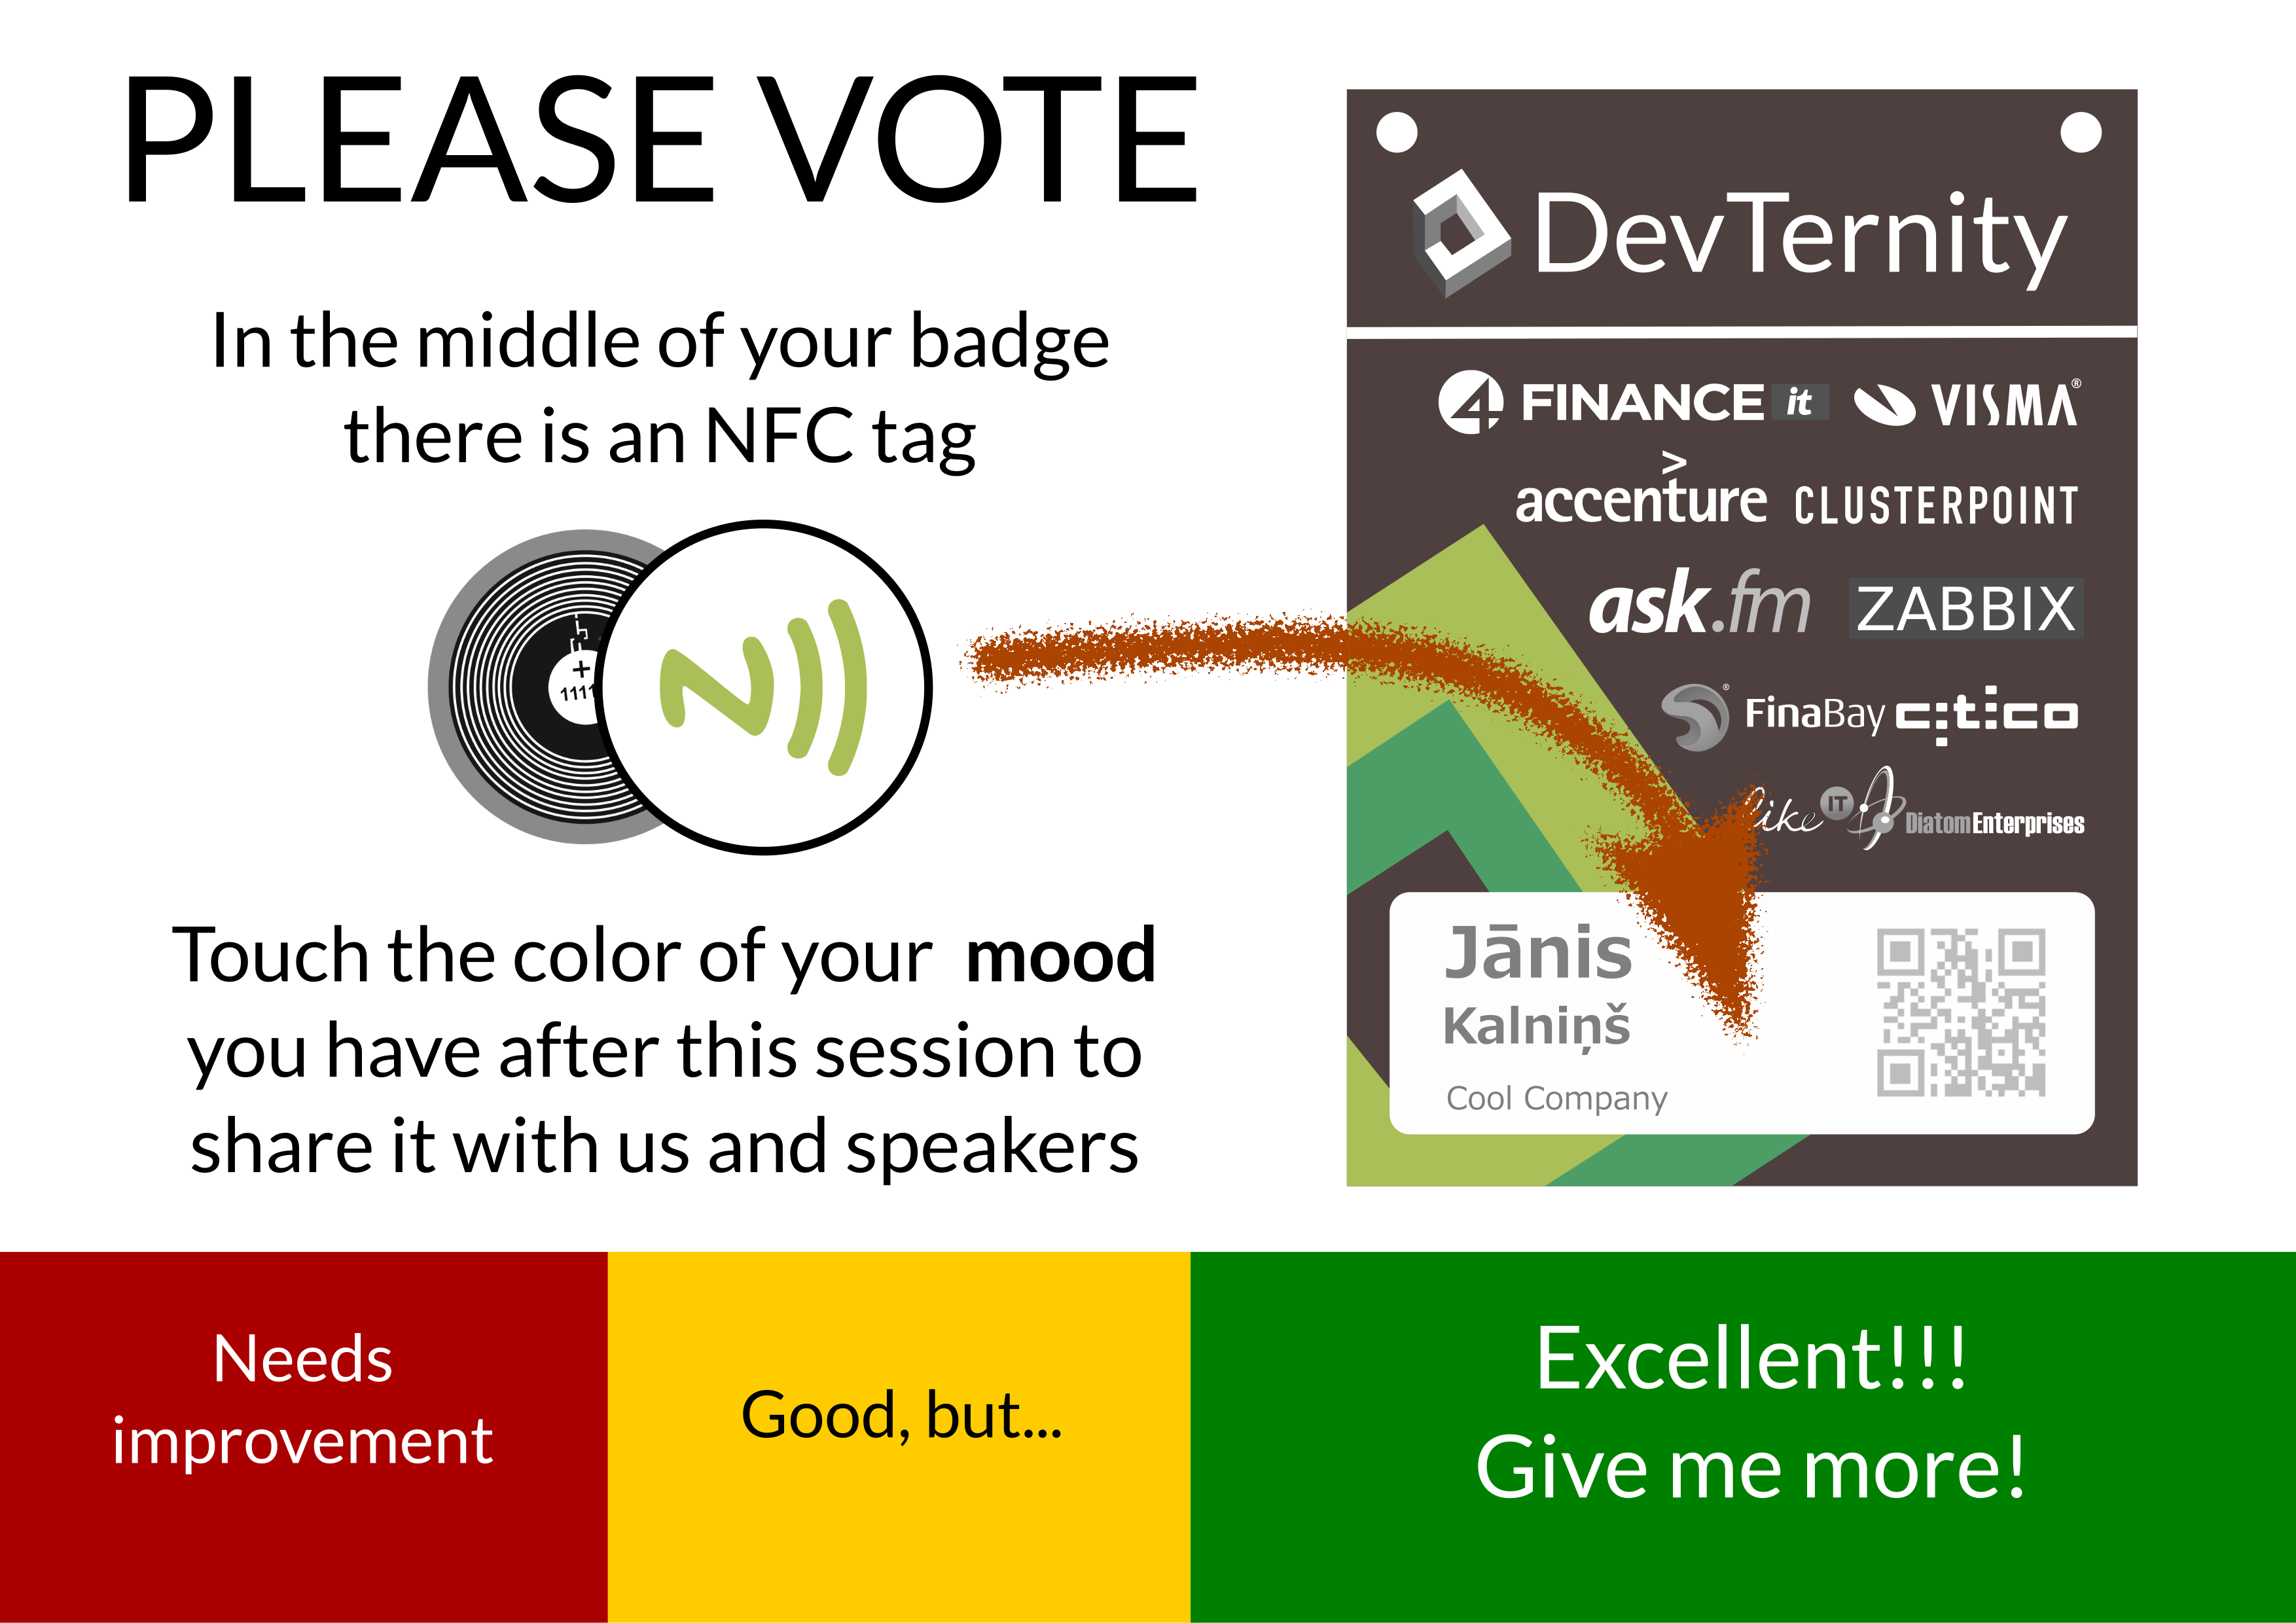 PLEASE VOTE
In the middle of your badge
there is an NFC tag
+
1111
Touch the color of your mood
you have after this session to
share it with us and speakers
DevTernity
4 FINANCE it VISMA®
accenture CLUSTERPOINT
>
ask.fm ZABBIX
® FinaBay citico
like IT DiatomEnterprises
Jānis
Kalniņš
Cool Company
Needs
improvement
Good, but...
Excellent!!!
Give me more!